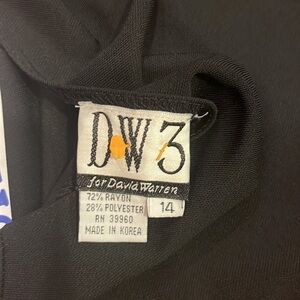 DW3
for David Warren
72% RAYON
28% POLYESTER
RN 39960
MADE IN KOREA
14